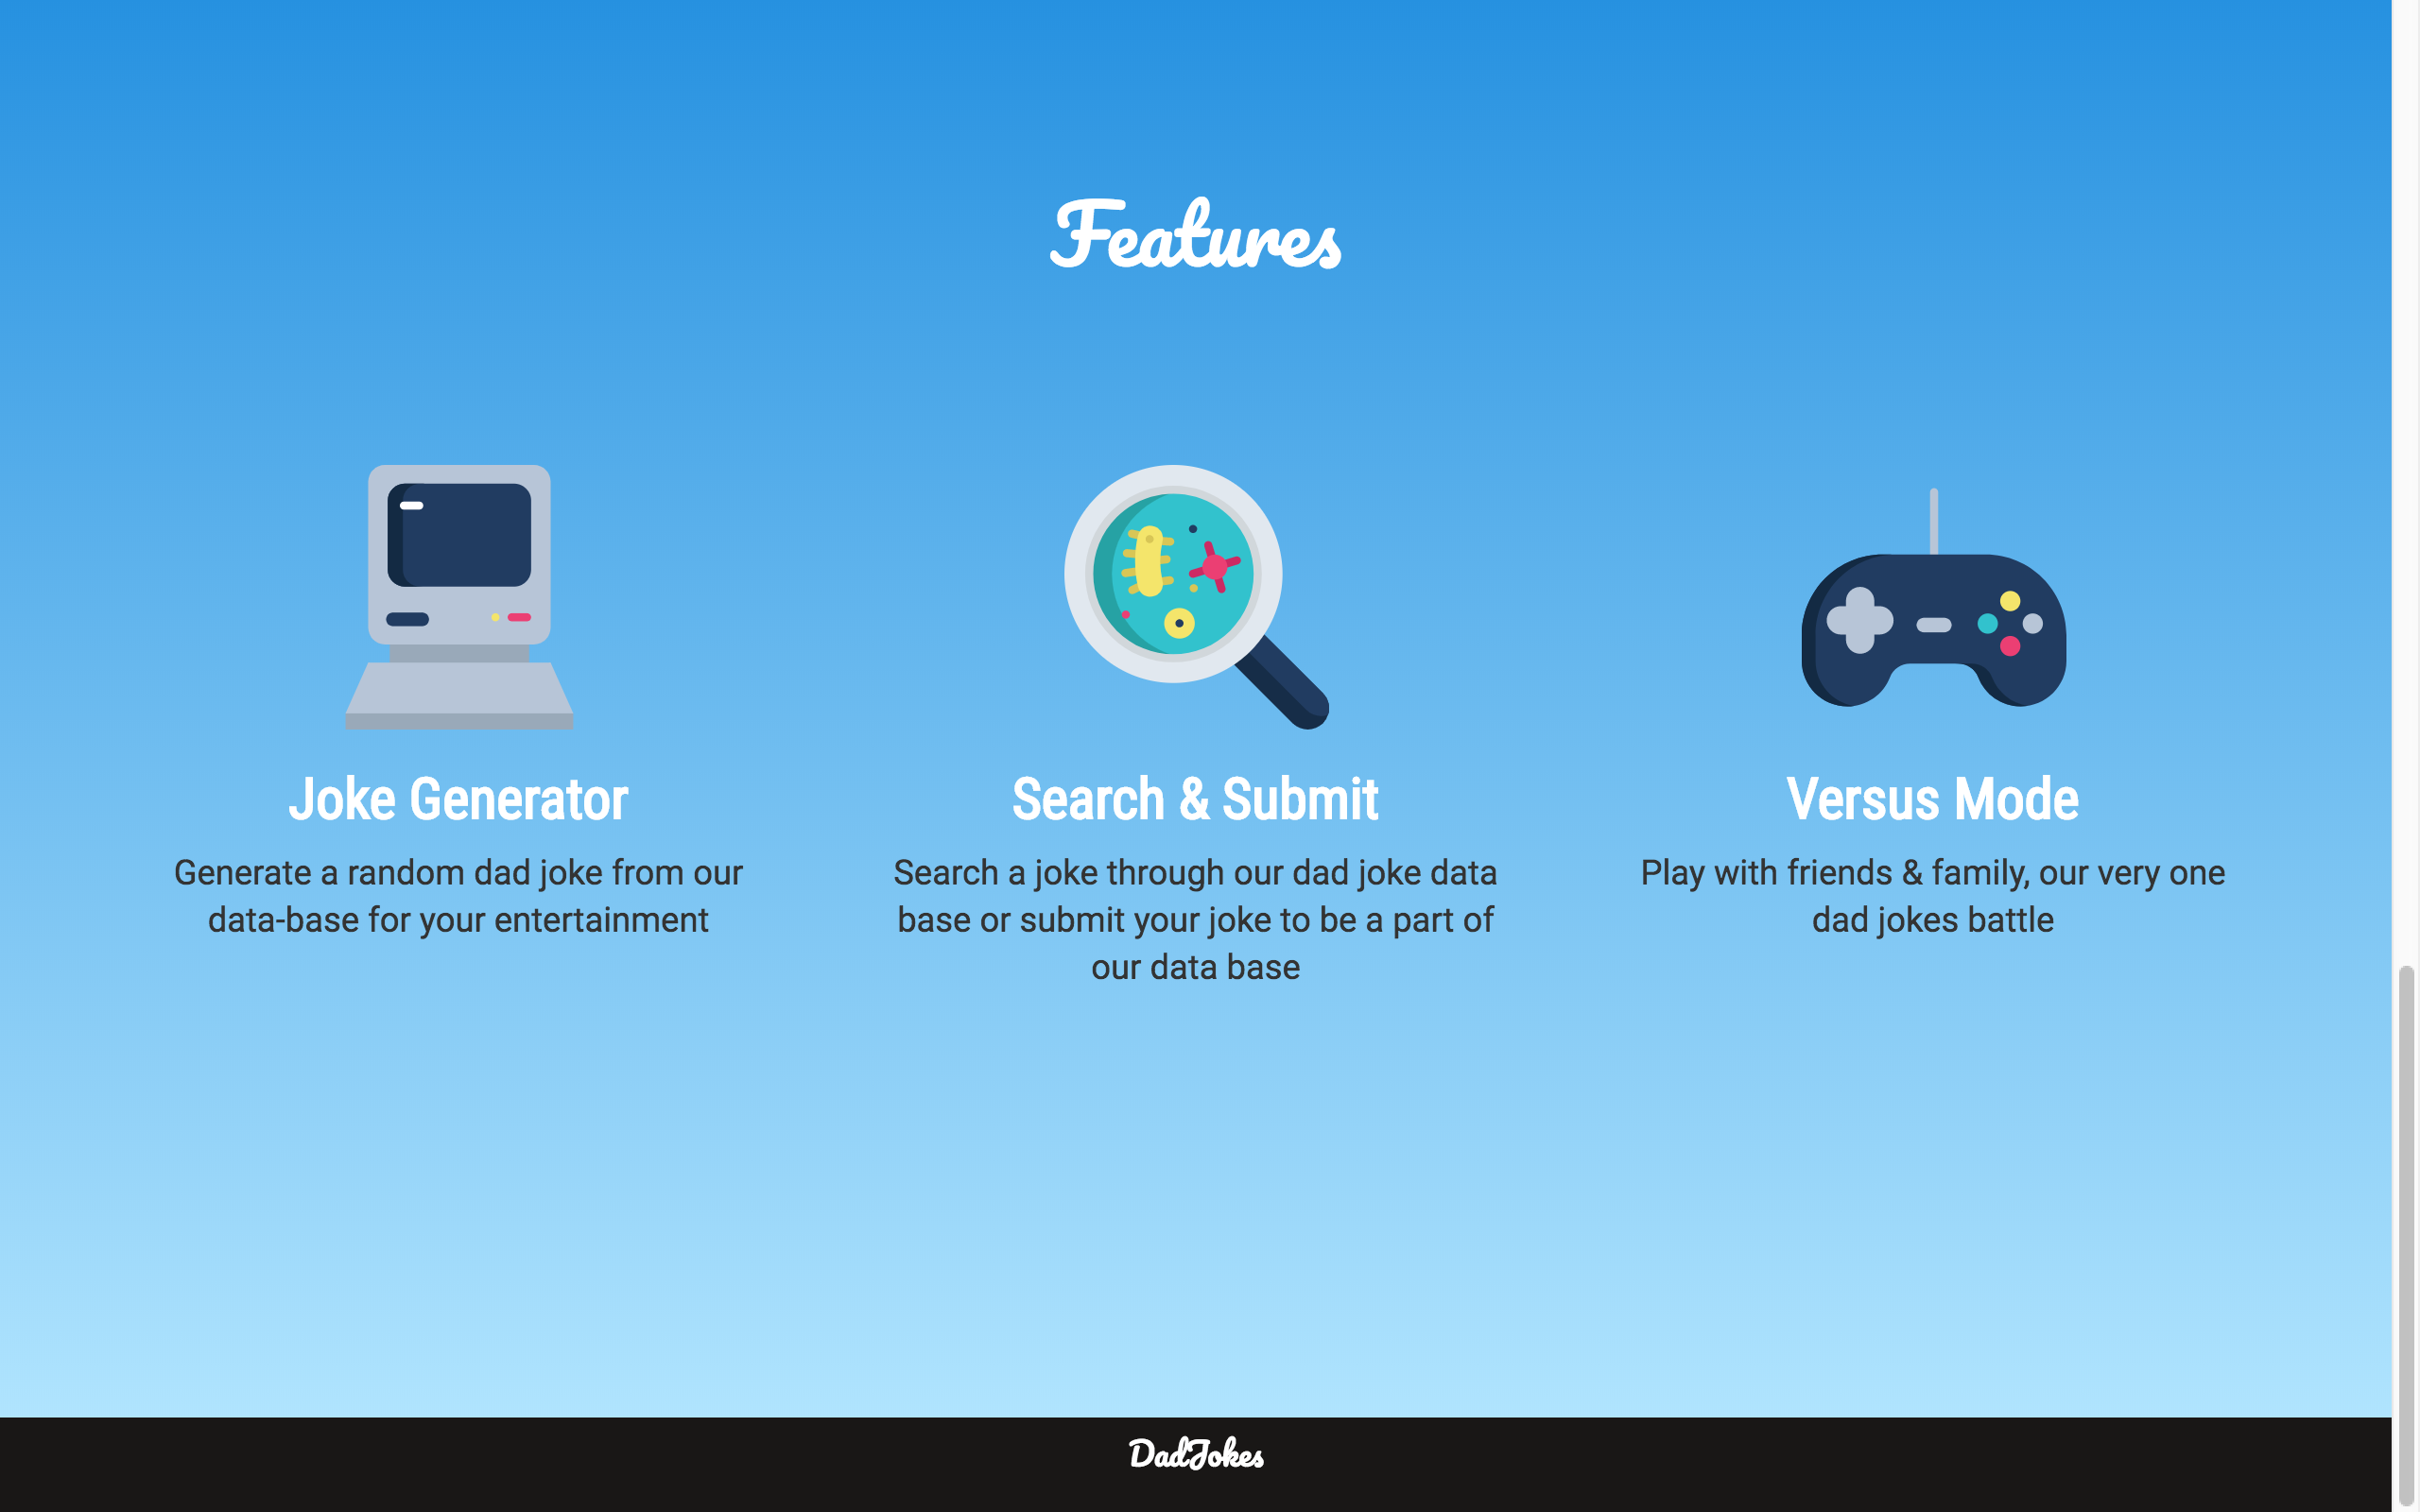 Features
Joke Generator
Generate a random dad joke from our
data-base for your entertainment
Search & Submit
Search a joke through our dad joke data
base or submit your joke to be a part of
our data base
Versus Mode
Play with friends & family, our very one
dad jokes battle
DadJokes